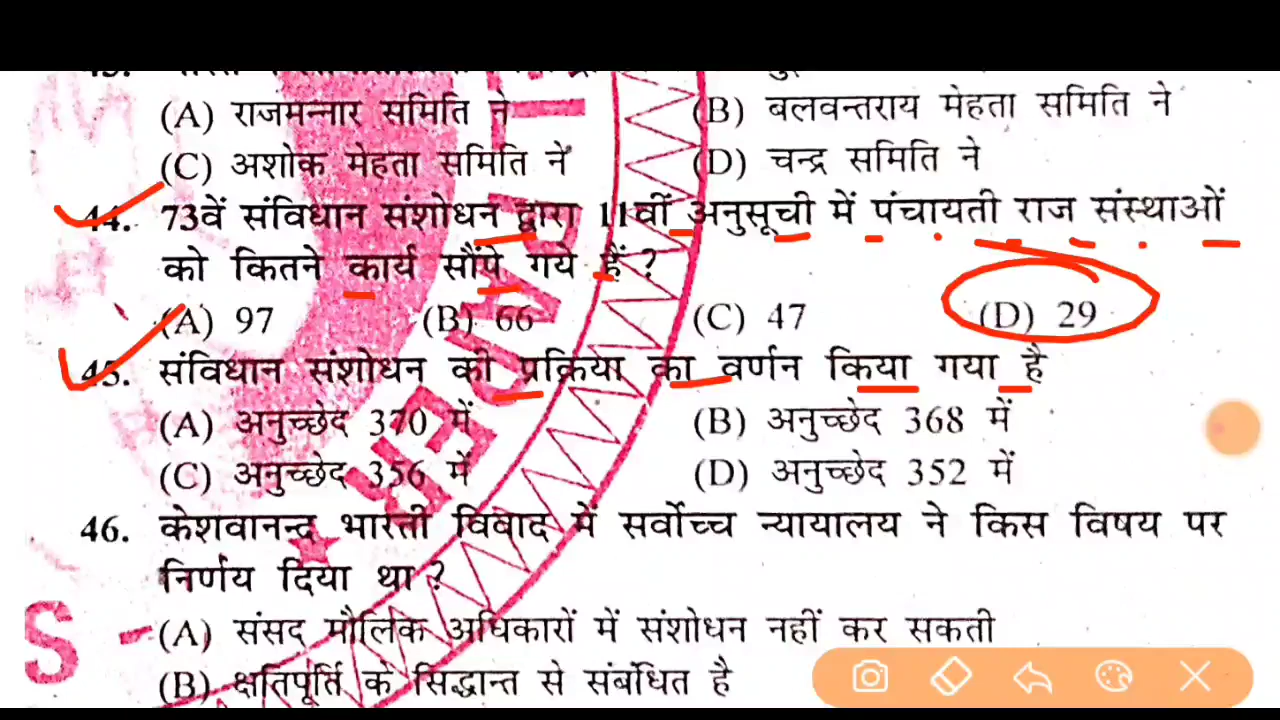 (A) राजमन्नार समिति ने (B) बलवन्तराय मेहता समिति ने
(C) अशोक मेहता समिति ने (D) चन्द्र समिति ने
44. 73वें संविधान संशोधन द्वारा 11वीं अनुसूची में पंचायती राज संस्थाओं
को कितने कार्य सौंपे गये हैं ?
(A) 97 (B) 66 (C) 47 (D) 29
45. संविधान संशोधन की प्रक्रिया का वर्णन किया गया है
(A) अनुच्छेद 370 में (B) अनुच्छेद 368 में
(C) अनुच्छेद 356 में (D) अनुच्छेद 352 में
46. केशवानन्द भारती विवाद में सर्वोच्च न्यायालय ने किस विषय पर
निर्णय दिया था ?
(A) संसद मौलिक अधिकारों में संशोधन नहीं कर सकती
(B) क्षतिपूर्ति के सिद्धान्त से संबंधित है
S